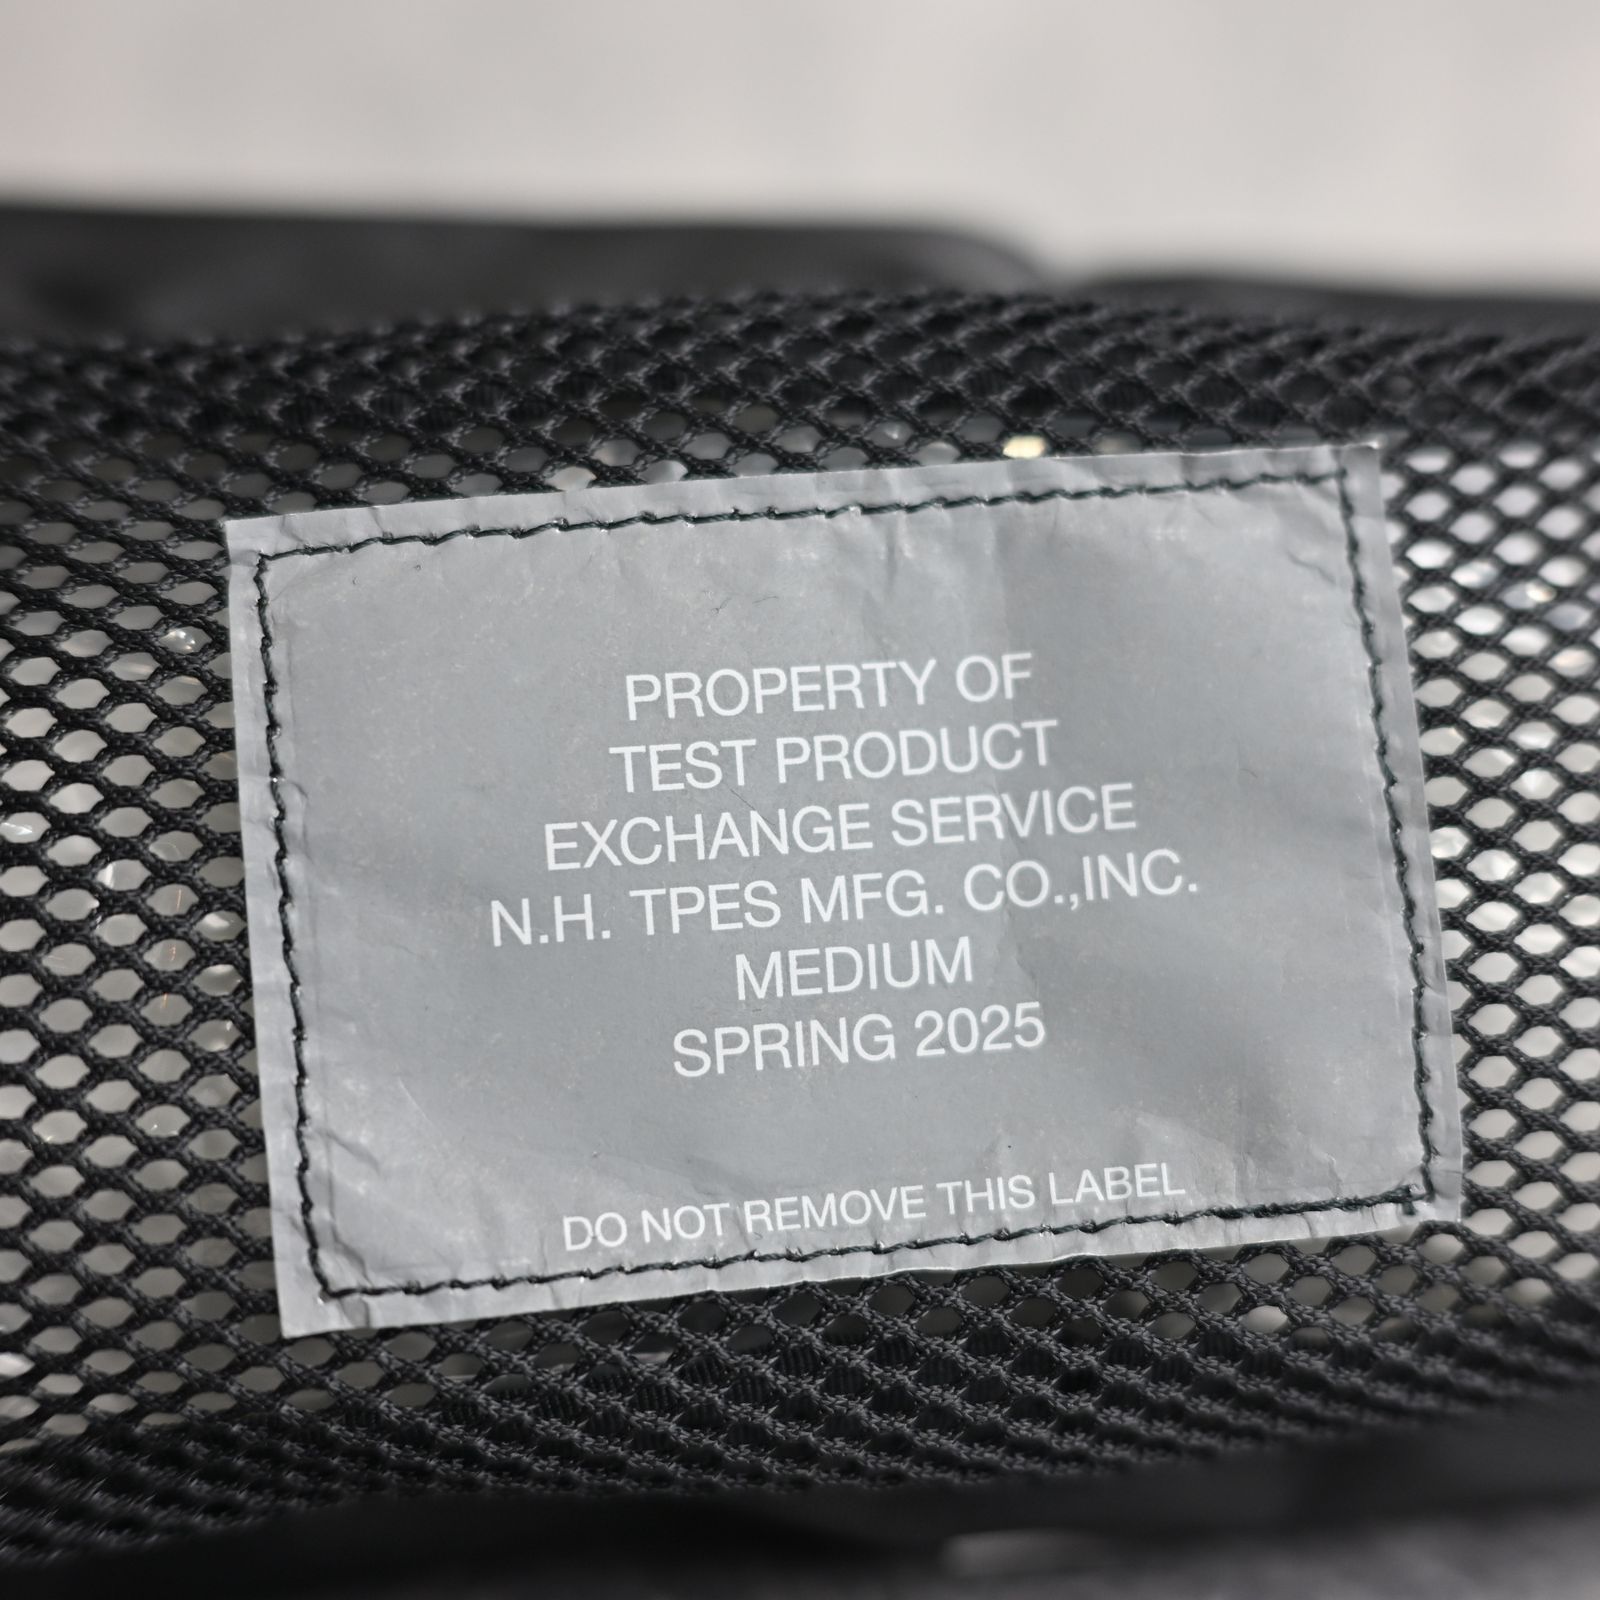 PROPERTY OF
TEST PRODUCT
EXCHANGE SERVICE
N.H. TPES MFG. CO.,INC.
MEDIUM
SPRING 2025
DO NOT REMOVE THIS LABEL